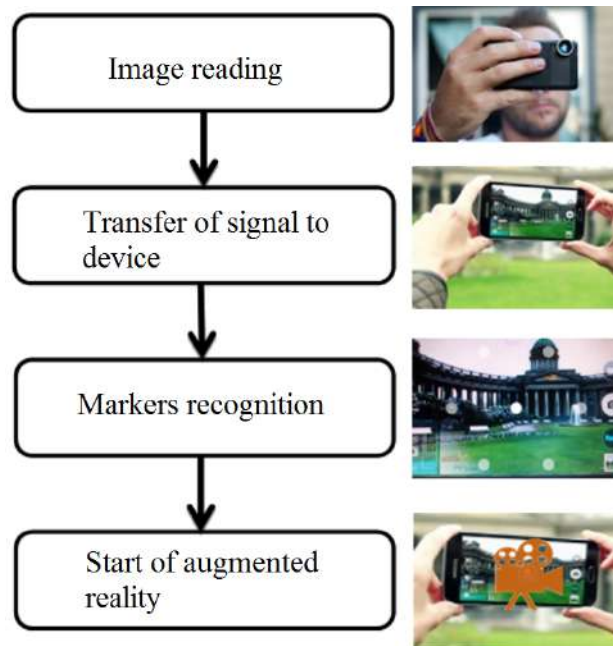 Image reading
Transfer of signal to
device
Markers recognition
Start of augmented
reality